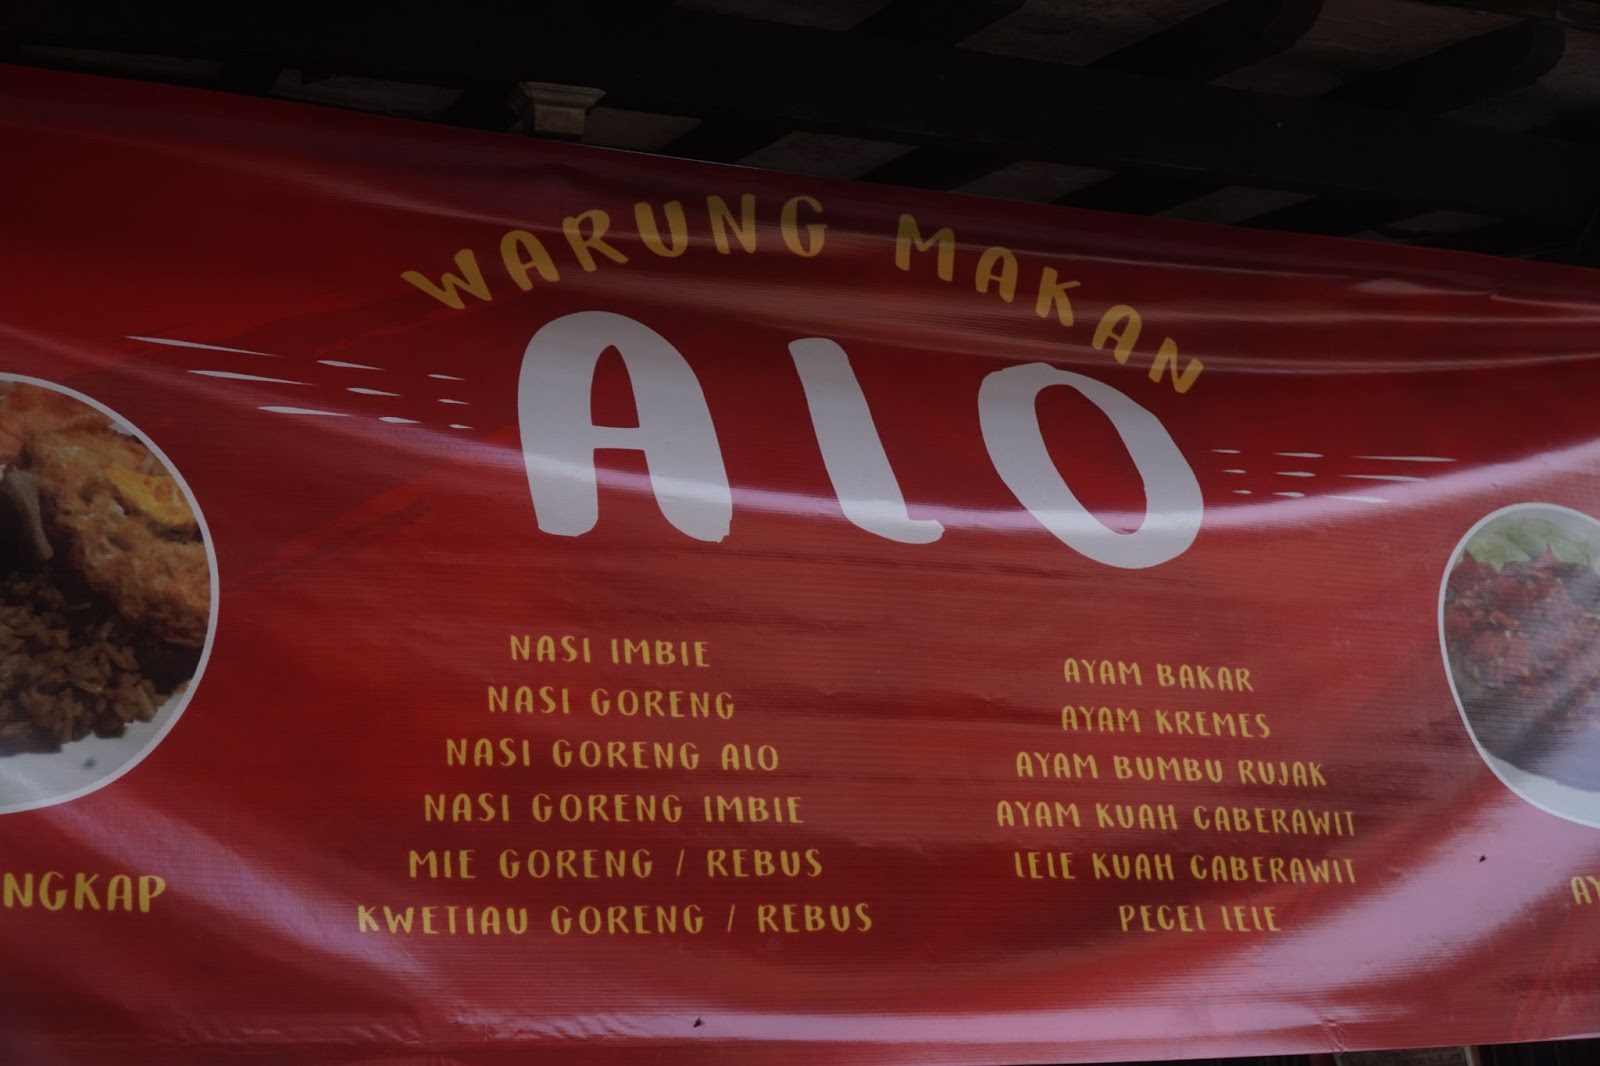 WARUNG MAKAN
ALO
NASI IMBIE
NASI GORENG
NASI GORENG ALO
NASI GORENG IMBIE
MIE GORENG / REBUS
KWETIAU GORENG / REBUS
AYAM BAKAR
AYAM KREMES
AYAM BUMBU RUJAK
AYAM KUAH CABERAWIT
LELE KUAH CABERAWIT
PECEL LELE
NGKAP
AY